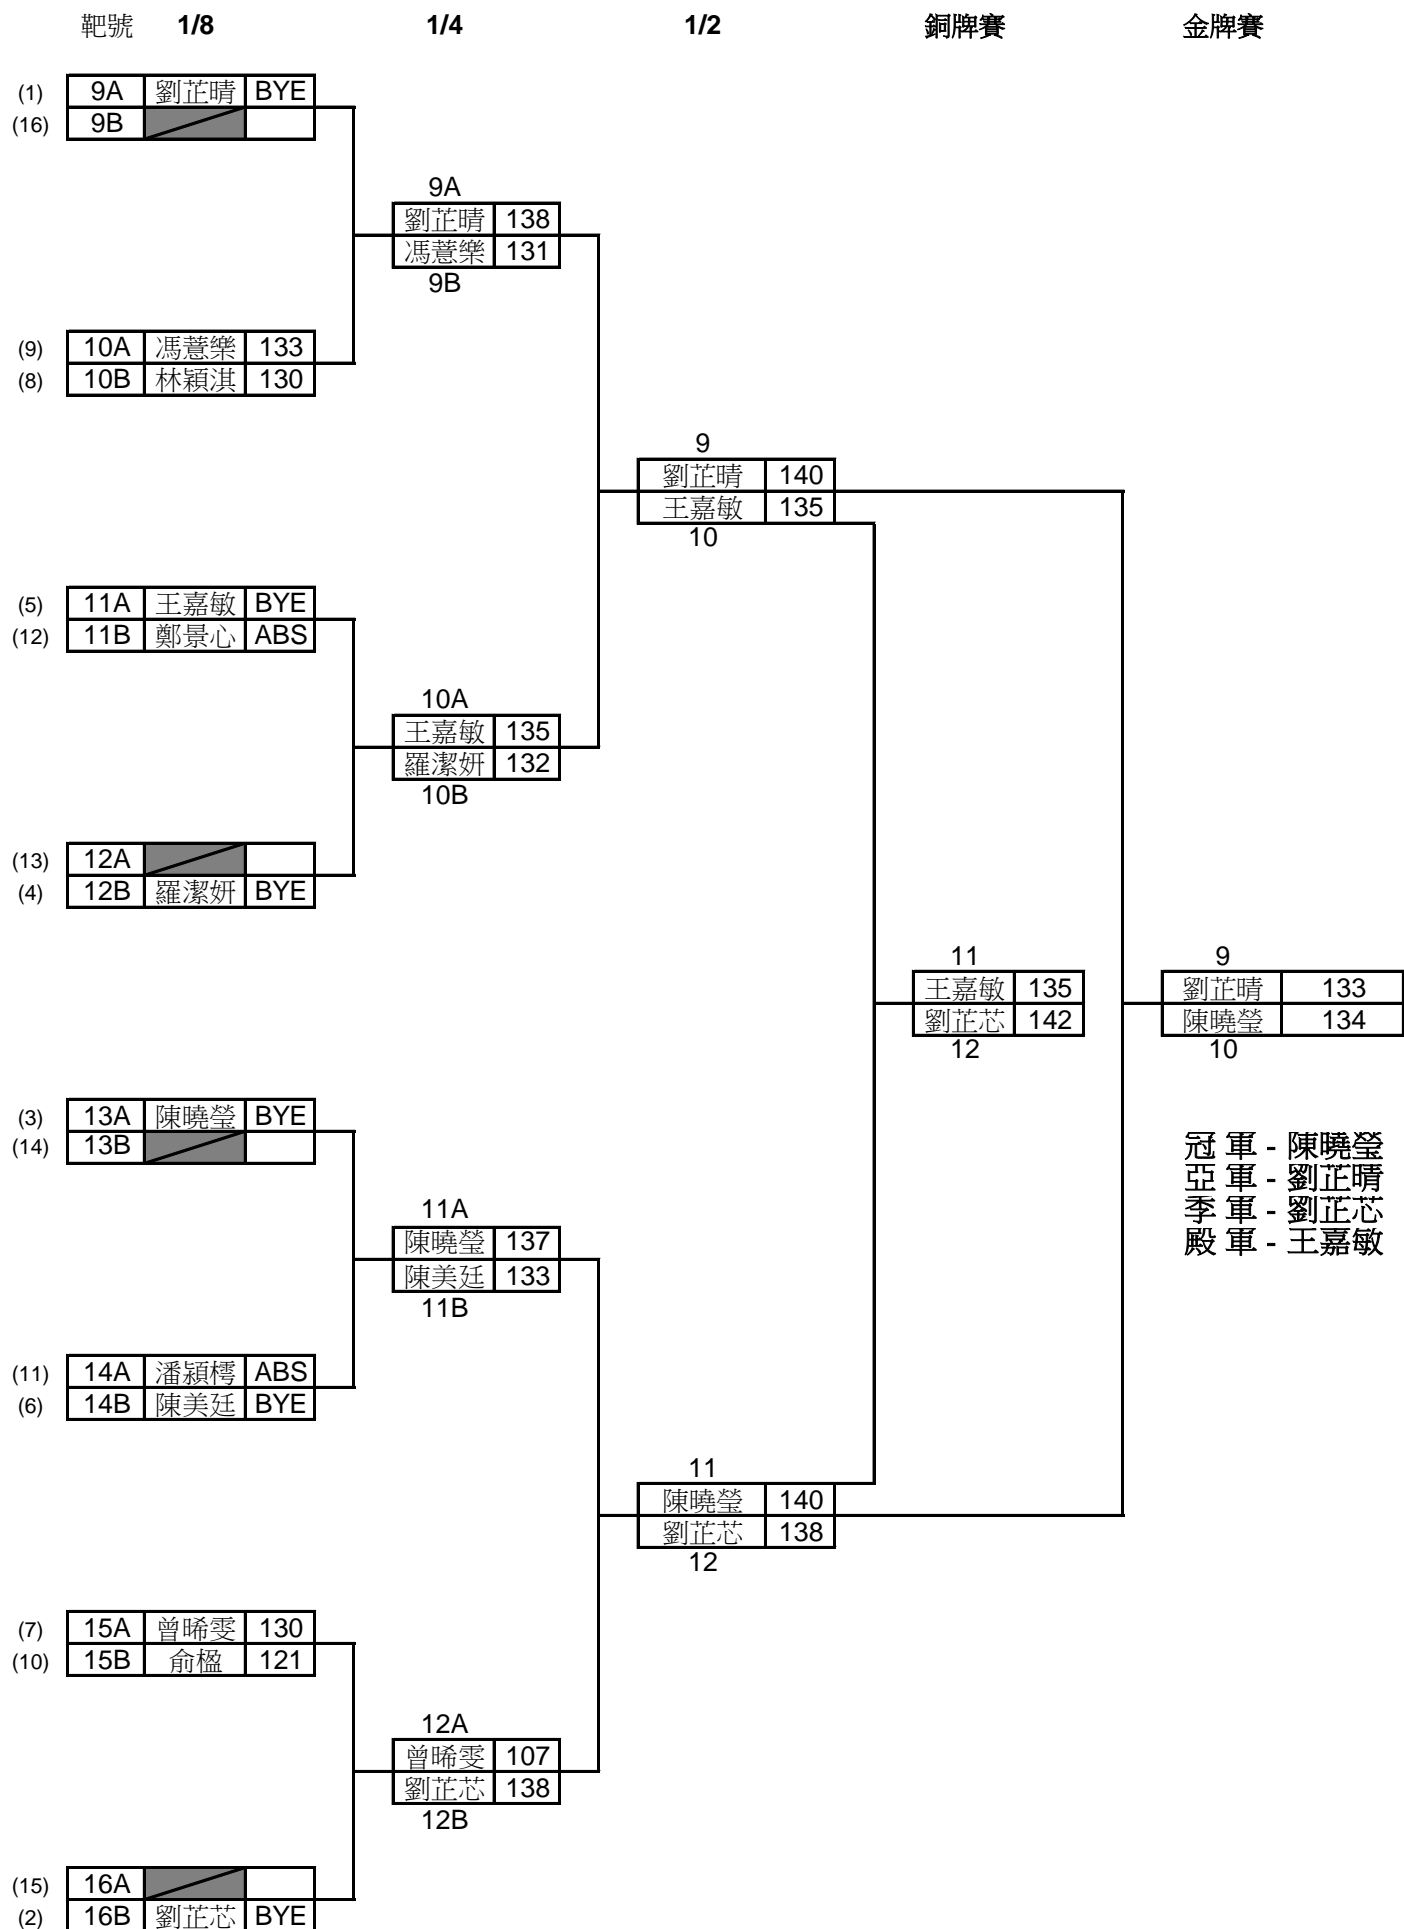 靶號 1/8 1/4 1/2 銅牌賽 金牌賽
(1) 9A 劉芷晴 BYE
(16) 9B
9A
劉芷晴 138
馮薏樂 131
9B
(9) 10A 馮薏樂 133
(8) 10B 林穎淇 130
9
劉芷晴 140
王嘉敏 135
10
(5) 11A 王嘉敏 BYE
(12) 11B 鄭景心 ABS
10A
王嘉敏 135
羅潔妍 132
10B
(13) 12A
(4) 12B 羅潔妍 BYE
11 9
王嘉敏 135 劉芷晴 133
劉芷芯 142 陳曉瑩 134
12 10
(3) 13A 陳曉瑩 BYE
(14) 13B
冠 軍 - 陳曉瑩
亞 軍 - 劉芷晴
季 軍 - 劉芷芯
殿 軍 - 王嘉敏
11A
陳曉瑩 137
陳美廷 133
11B
(11) 14A 潘潁樗 ABS
(6) 14B 陳美廷 BYE
11
陳曉瑩 140
劉芷芯 138
12
(7) 15A 曾晞雯 130
(10) 15B 俞楹 121
12A
曾晞雯 107
劉芷芯 138
12B
(15) 16A
(2) 16B 劉芷芯 BYE